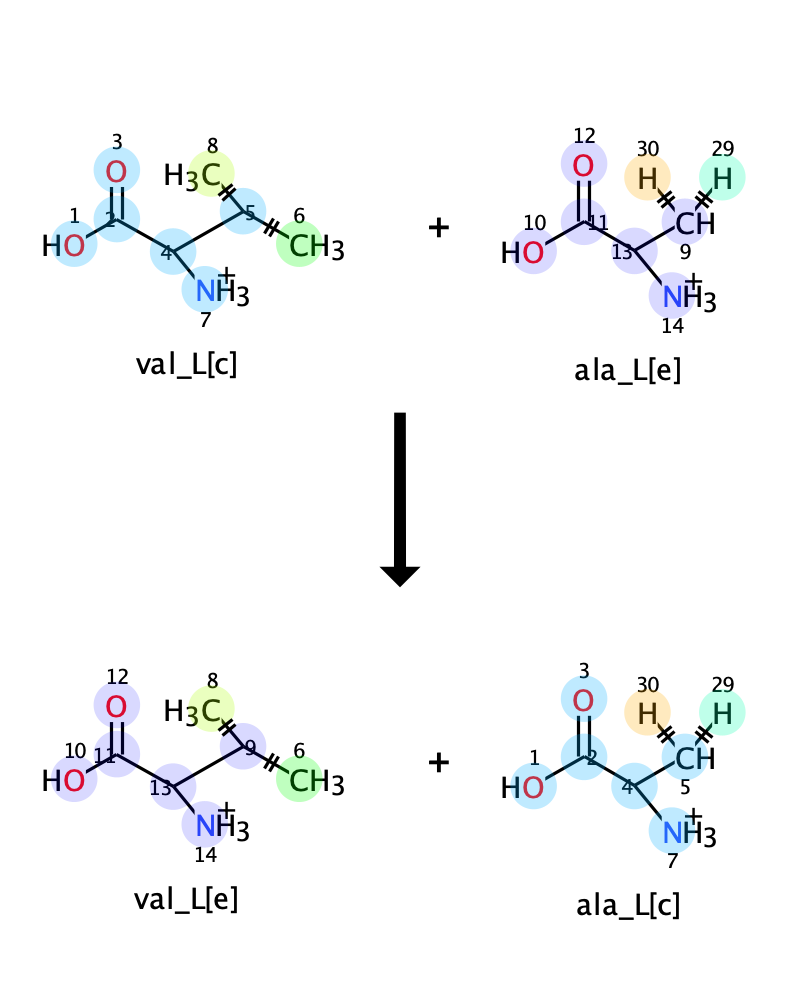 3
8
12
30
29
O
H₃C
O
H
H
1
2
5
6
+
10
11
CH
HO
4
CH₃
HO
13
9
NH₃
+
NH₃
+
7
14
val_L[c]
ala_L[e]
12
8
3
30
29
O
H₃C
O
H
H
10
11
9
6
+
1
2
CH
HO
13
CH₃
HO
4
5
NH₃
+
NH₃
+
14
7
val_L[e]
ala_L[c]